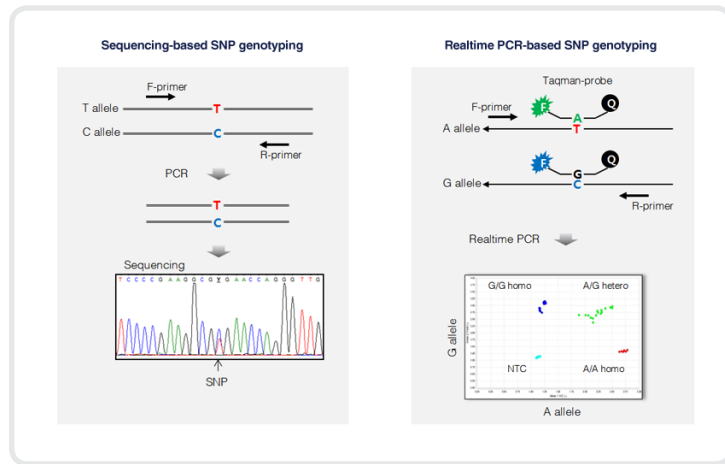 Sequencing-based SNP genotyping
F-primer
T allele
T
C allele
C
R-primer
PCR
T
C
Sequencing
T C C C C G A A G G C G Y G A A C C A G G G T T G
SNP
Realtime PCR-based SNP genotyping
Taqman-probe
F-primer
F
Q
A
A allele
T
F
Q
G
G allele
C
R-primer
Realtime PCR
G/G homo
A/G hetero
G allele
NTC
A/A homo
A allele